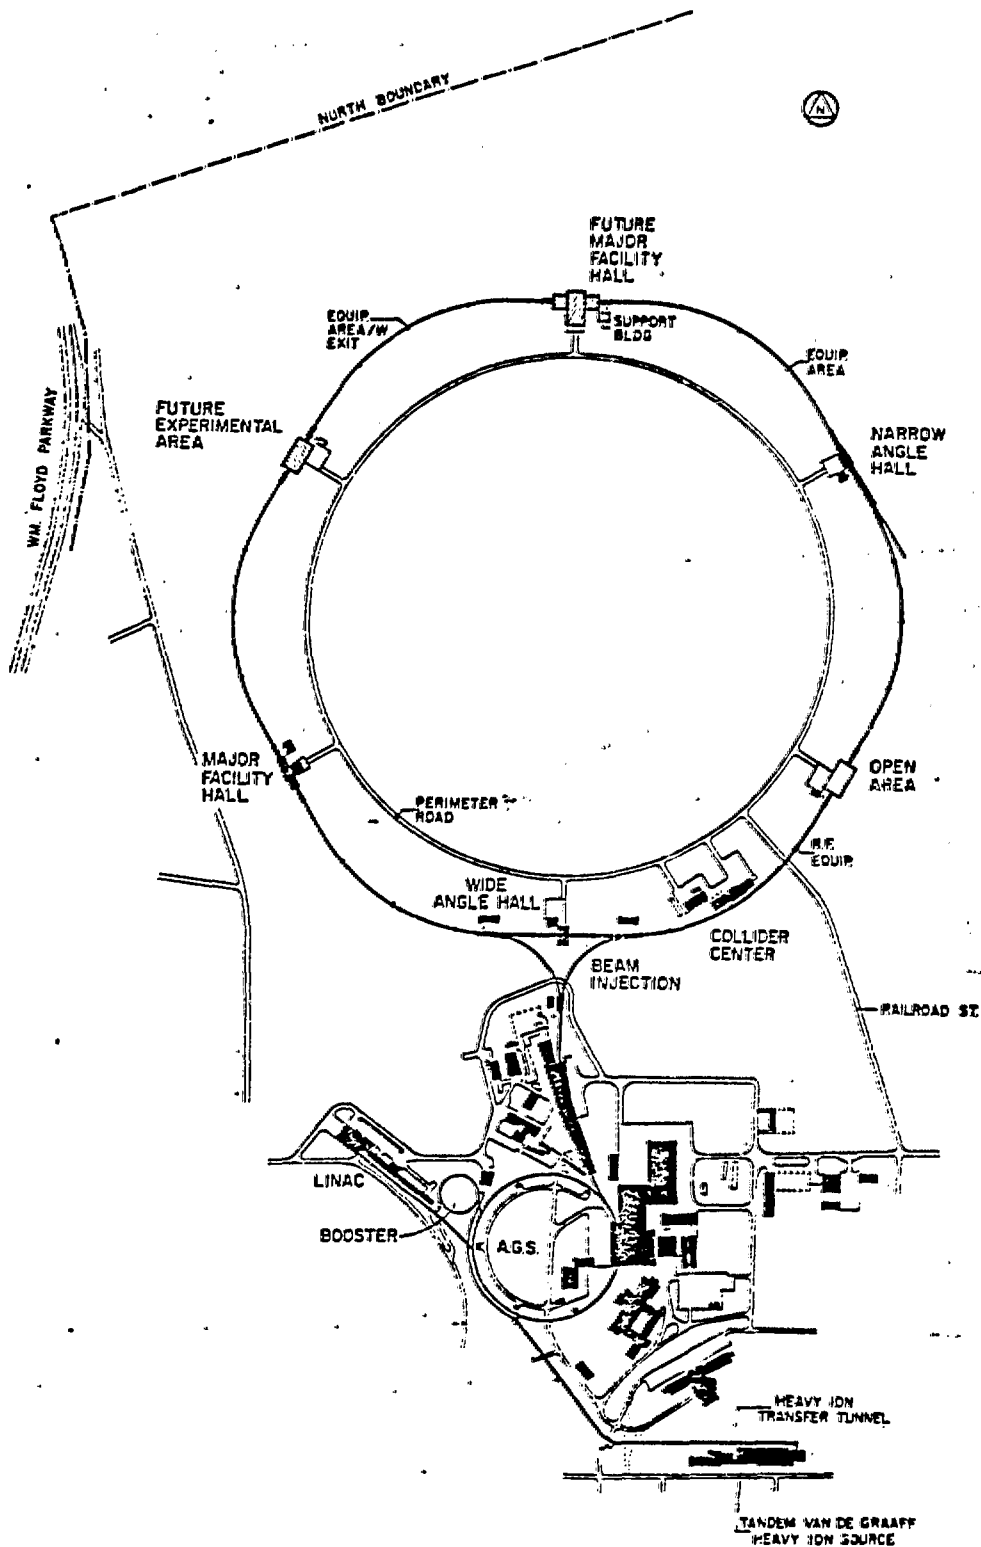 NORTH BOUNDARY
N
FUTURE
MAJOR
FACILITY
HALL
EQUIP.
AREA/W
EXIT
SUPPORT
BLDG
EQUIP.
AREA
FUTURE
EXPERIMENTAL
AREA
NARROW
ANGLE
HALL
WM. FLOYD PARKWAY
MAJOR
FACILITY
HALL
OPEN
AREA
PERIMETER
ROAD
R.F.
EQUIP.
WIDE
ANGLE HALL
COLLIDER
CENTER
BEAM
INJECTION
RAILROAD ST.
LINAC
BOOSTER
A.G.S.
HEAVY ION
TRANSFER TUNNEL
TANDEM VAN DE GRAAFF
HEAVY ION SOURCE